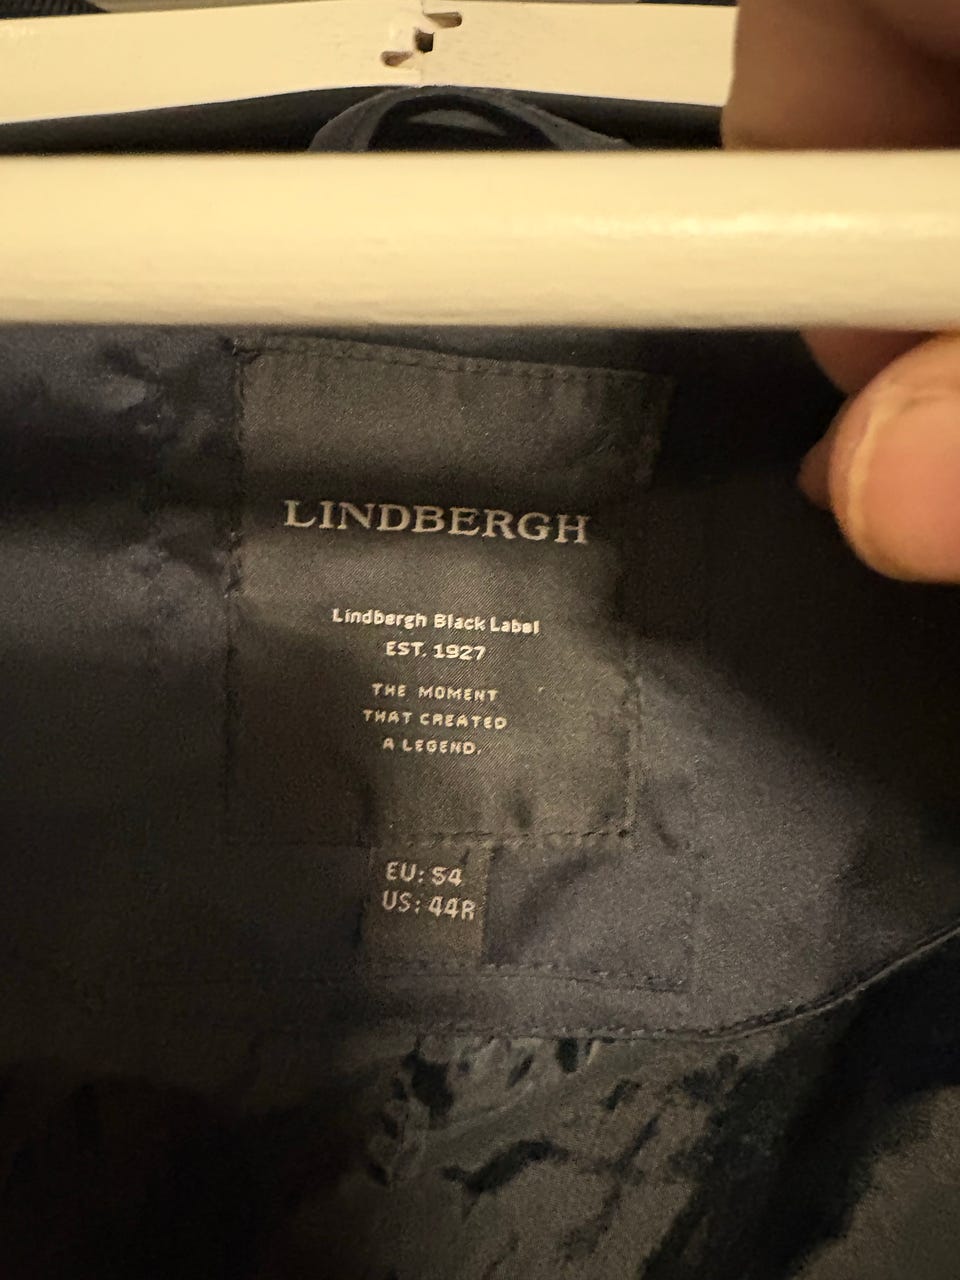 LINDBERGH
Lindbergh Black Label
EST. 1927
THE MOMENT
THAT CREATED
A LEGEND.
EU: 54
US: 44R